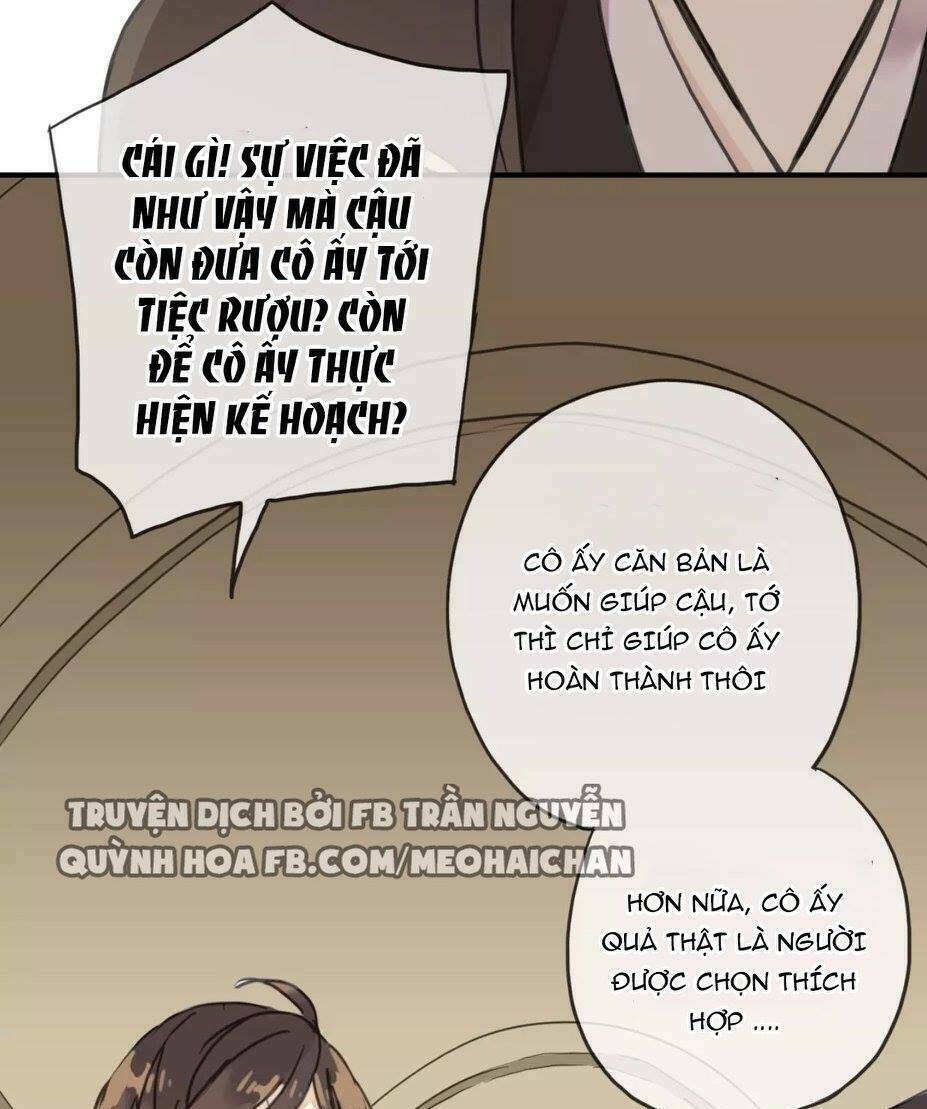 CÁI GÌ! SỰ VIỆC ĐÃ
NHƯ VẬY MÀ CẬU
CÒN ĐƯA CÔ ẤY TỚI
TIỆC RƯỢU? CÒN
ĐỂ CÔ ẤY THỰC
HIỆN KẾ HOẠCH?
CÔ ẤY CĂN BẢN LÀ
MUỐN GIÚP CẬU, TỚ
THÌ CHỈ GIÚP CÔ ẤY
HOÀN THÀNH THÔI
TRUYỆN DỊCH BỞI FB TRẦN NGUYỄN
QUỲNH HOA FB.COM/MEOHAICHAN
HƠN NỮA, CÔ ẤY
QUẢ THẬT LÀ NGƯỜI
ĐƯỢC CHỌN THÍCH
HỢP ....